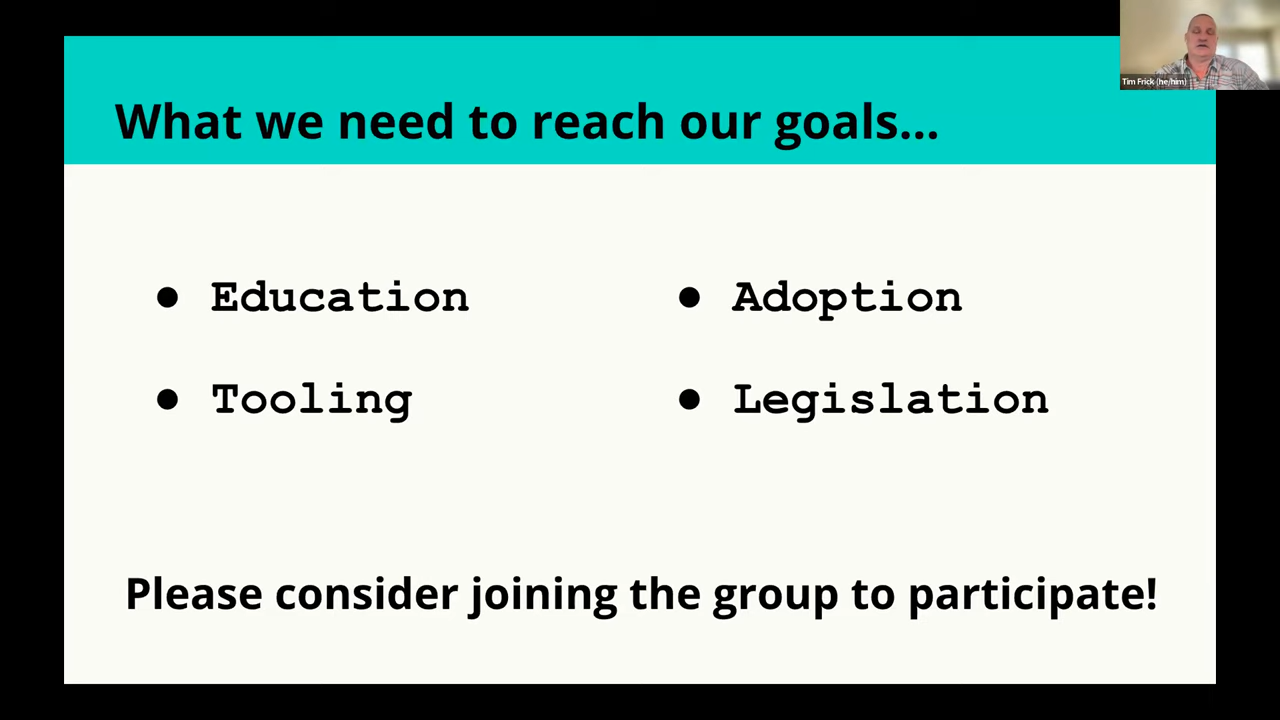 What we need to reach our goals...
● Education
● Tooling
● Adoption
● Legislation
Please consider joining the group to participate!
Tim Frick (he/him)